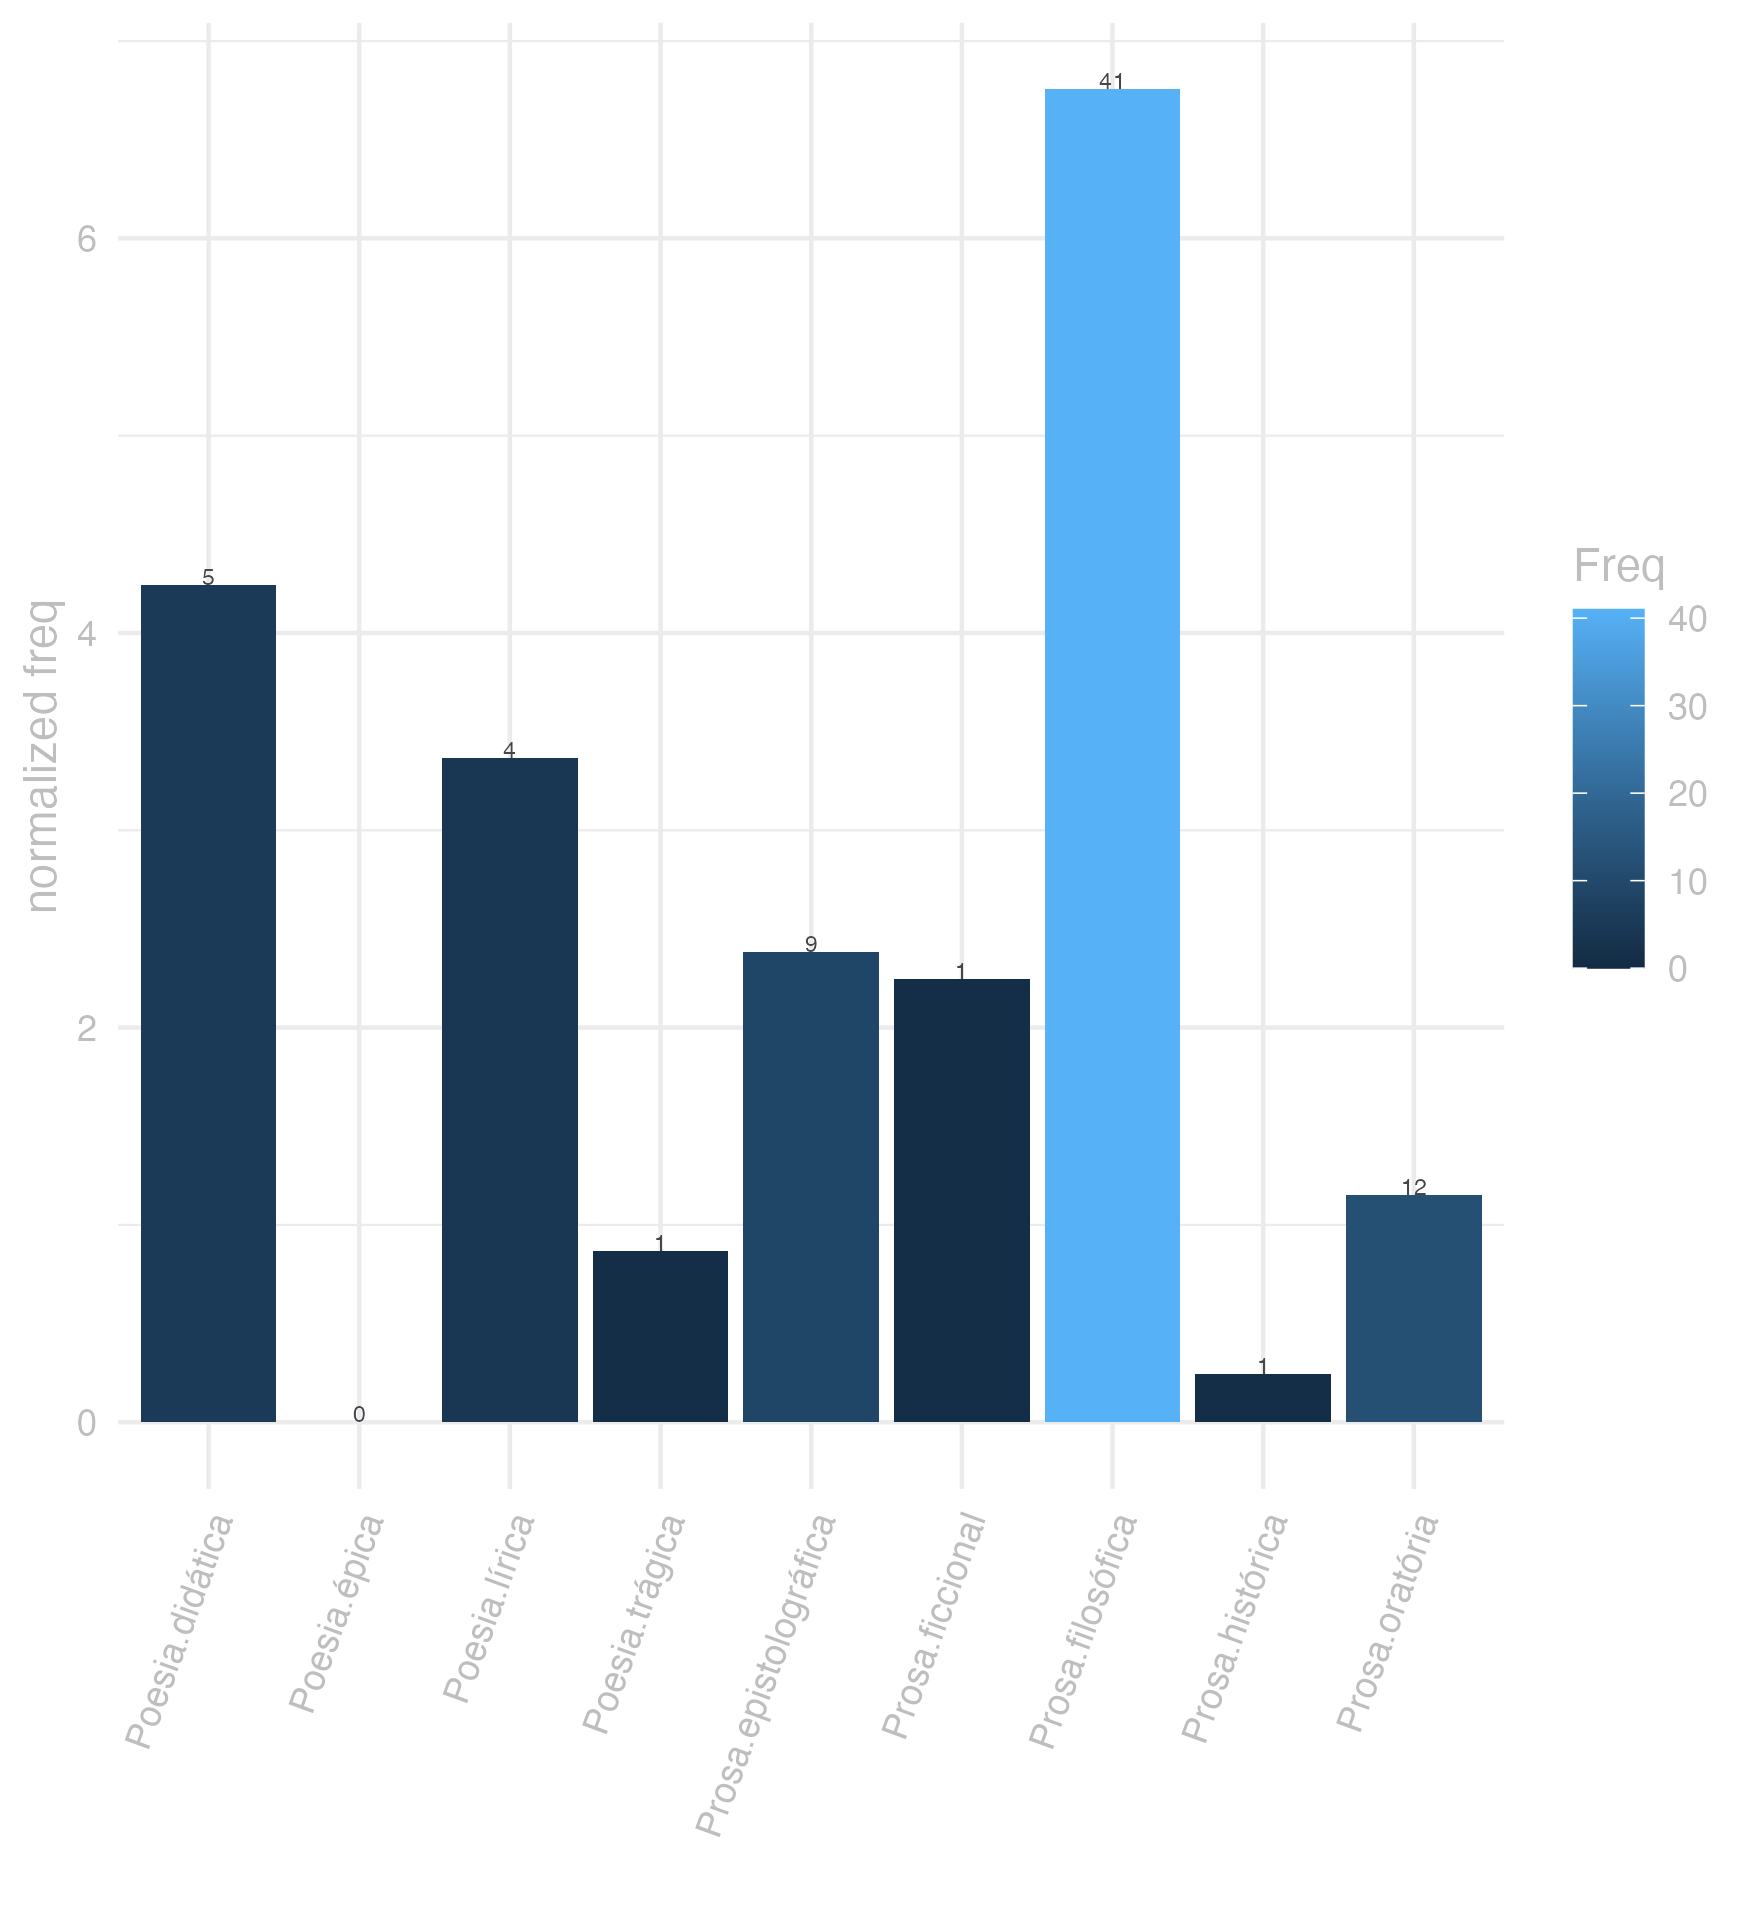 normalized freq
6
4
2
0
5
0
4
1
9
1
41
1
12
Poesia.didática
Poesia.épica
Poesia.lírica
Poesia.trágica
Prosa.epistolográfica
Prosa.ficcional
Prosa.filosófica
Prosa.histórica
Prosa.oratória
Freq
40
30
20
10
0